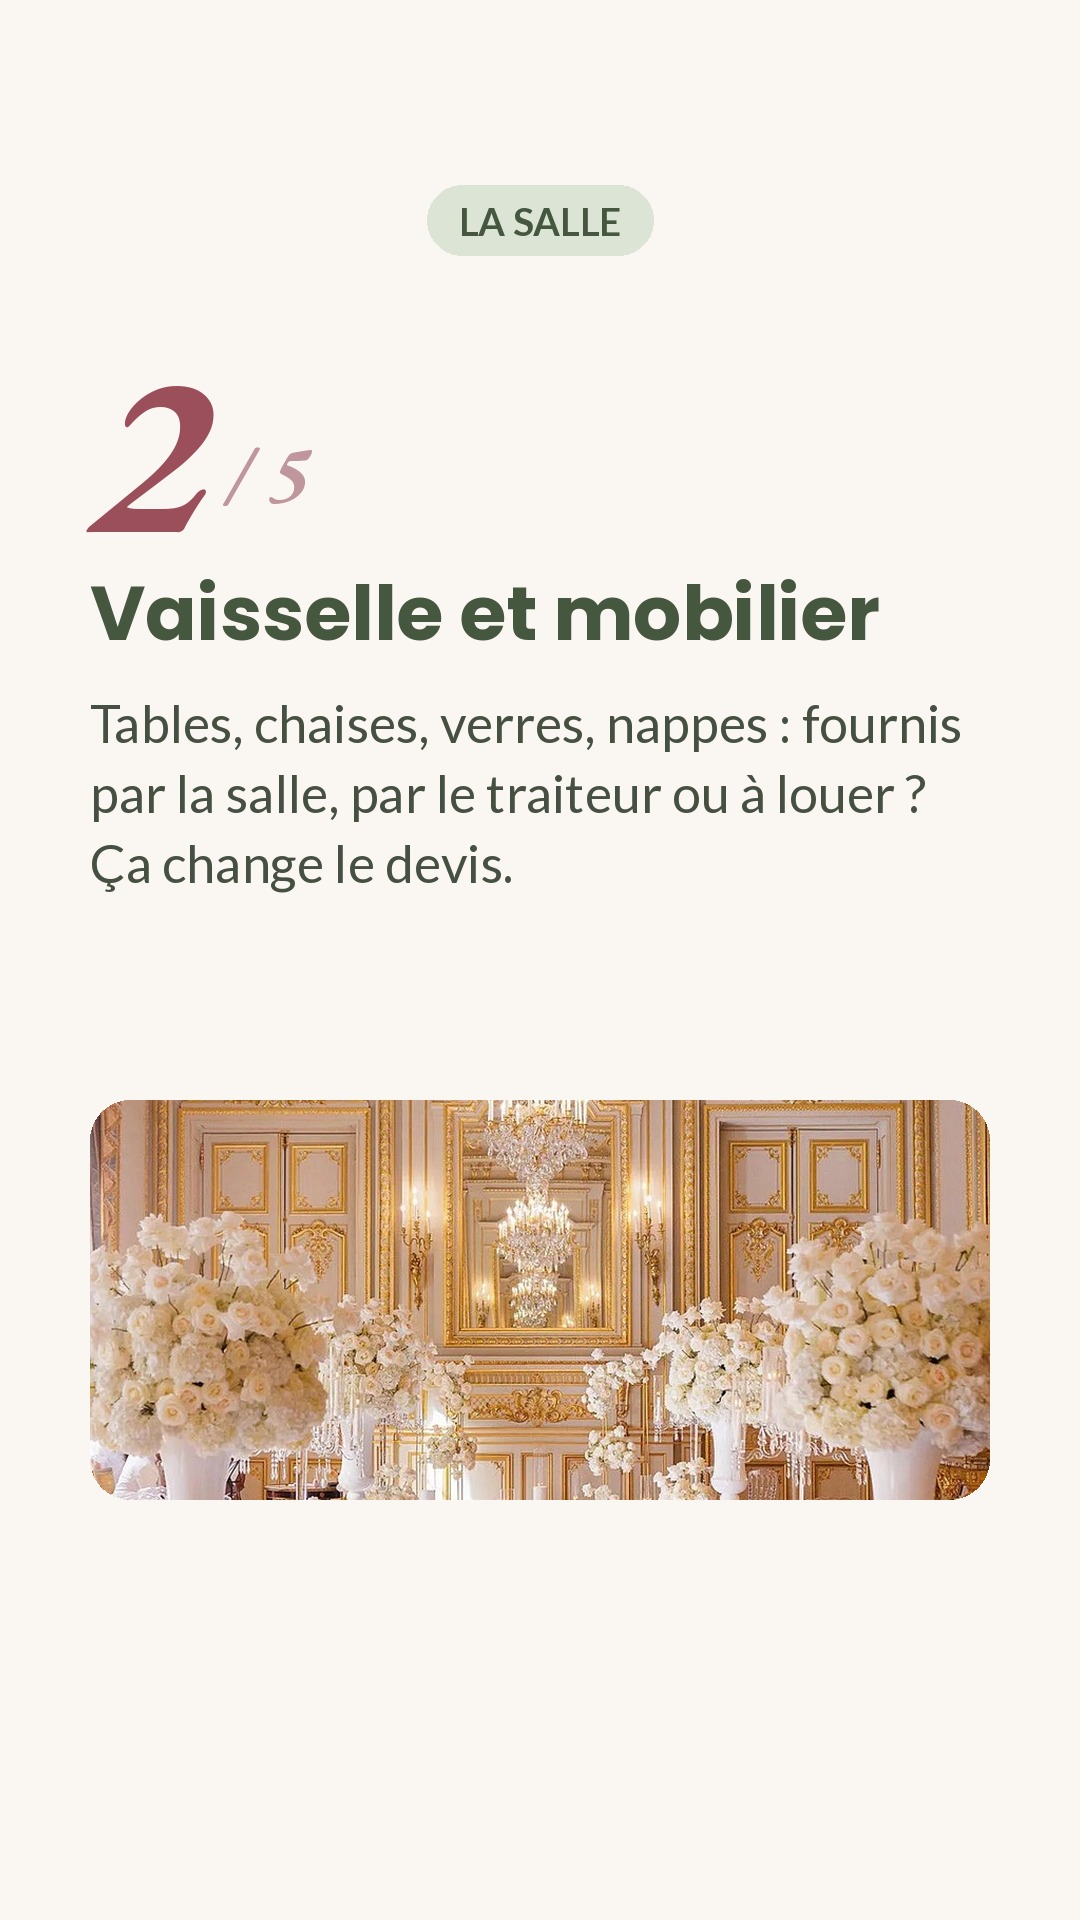 LA SALLE
2 / 5
Vaisselle et mobilier
Tables, chaises, verres, nappes : fournis
par la salle, par le traiteur ou à louer ?
Ça change le devis.